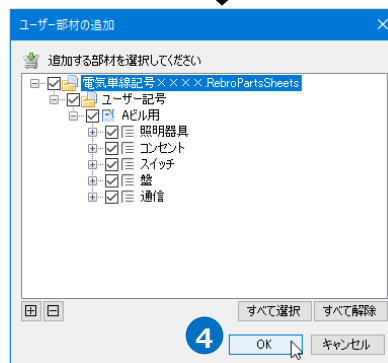 ユーザー部材の追加
追加する部材を選択してください
電気単線記号××××.RebroPartsSheets
ユーザー記号
Aビル用
照明器具
コンセント
スイッチ
盤
通信
すべて選択 すべて解除
4 OK キャンセル